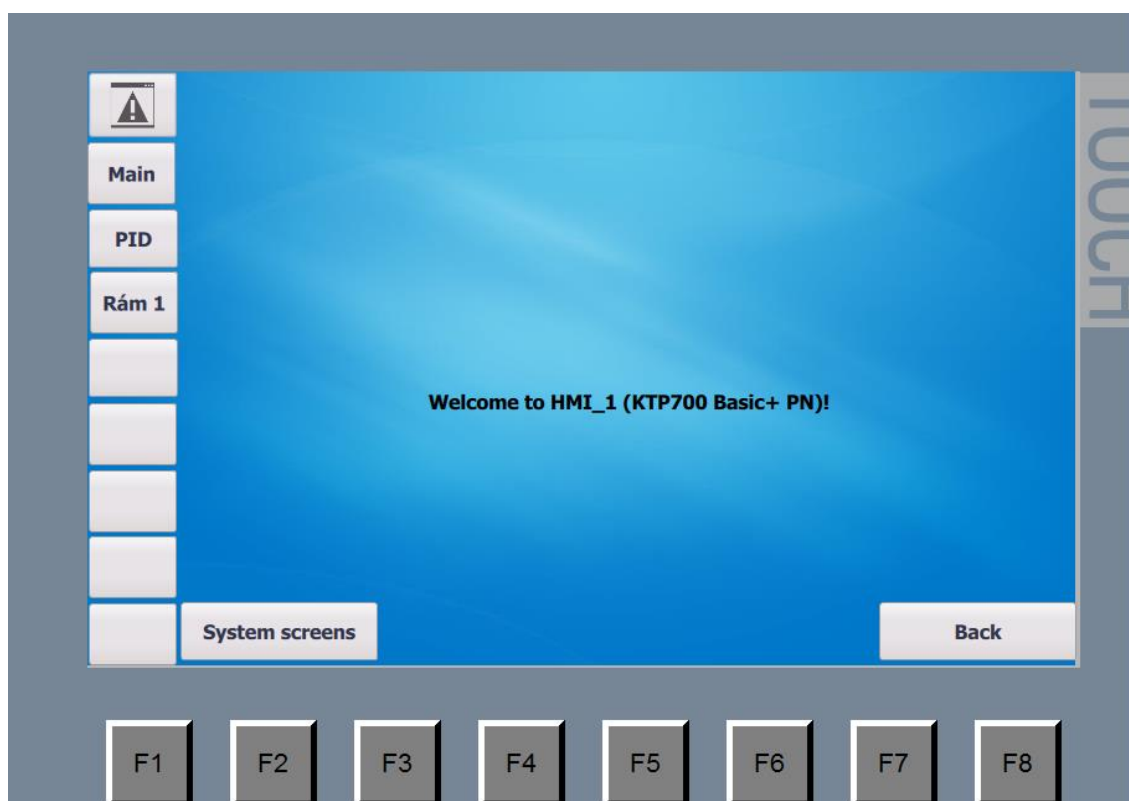 TOUCH
Main
PID
Rám 1
Welcome to HMI_1 (KTP700 Basic+ PN)!
System screens
Back
F1
F2
F3
F4
F5
F6
F7
F8